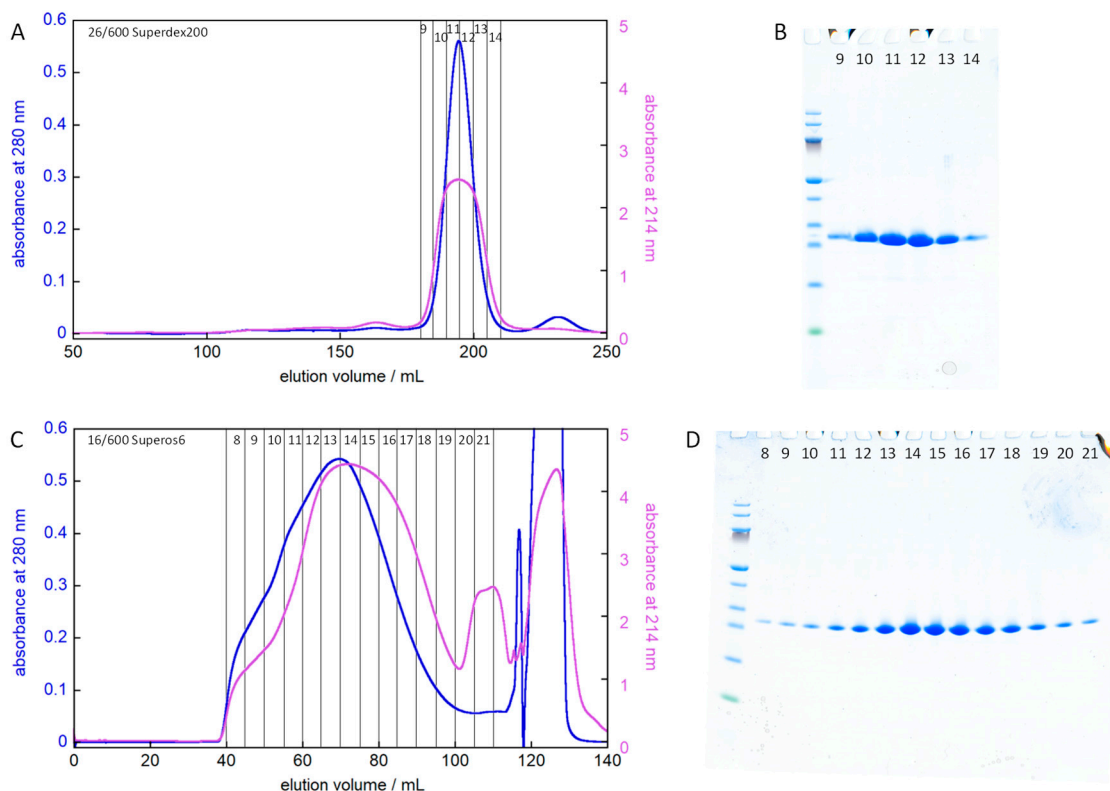 A
26/600 Superdex200
9 10 11 12 13 14
absorbance at 280 nm
0.6
0.5
0.4
0.3
0.2
0.1
0
50 100 150 200 250
elution volume / mL
5
4
3
2
1
0
absorbance at 214 nm
B
9 10 11 12 13 14
C
16/600 Superos6
8 9 10 11 12 13 14 15 16 17 18 19 20 21
absorbance at 280 nm
0.6
0.5
0.4
0.3
0.2
0.1
0
0 20 40 60 80 100 120 140
elution volume / mL
5
4
3
2
1
0
absorbance at 214 nm
D
8 9 10 11 12 13 14 15 16 17 18 19 20 21